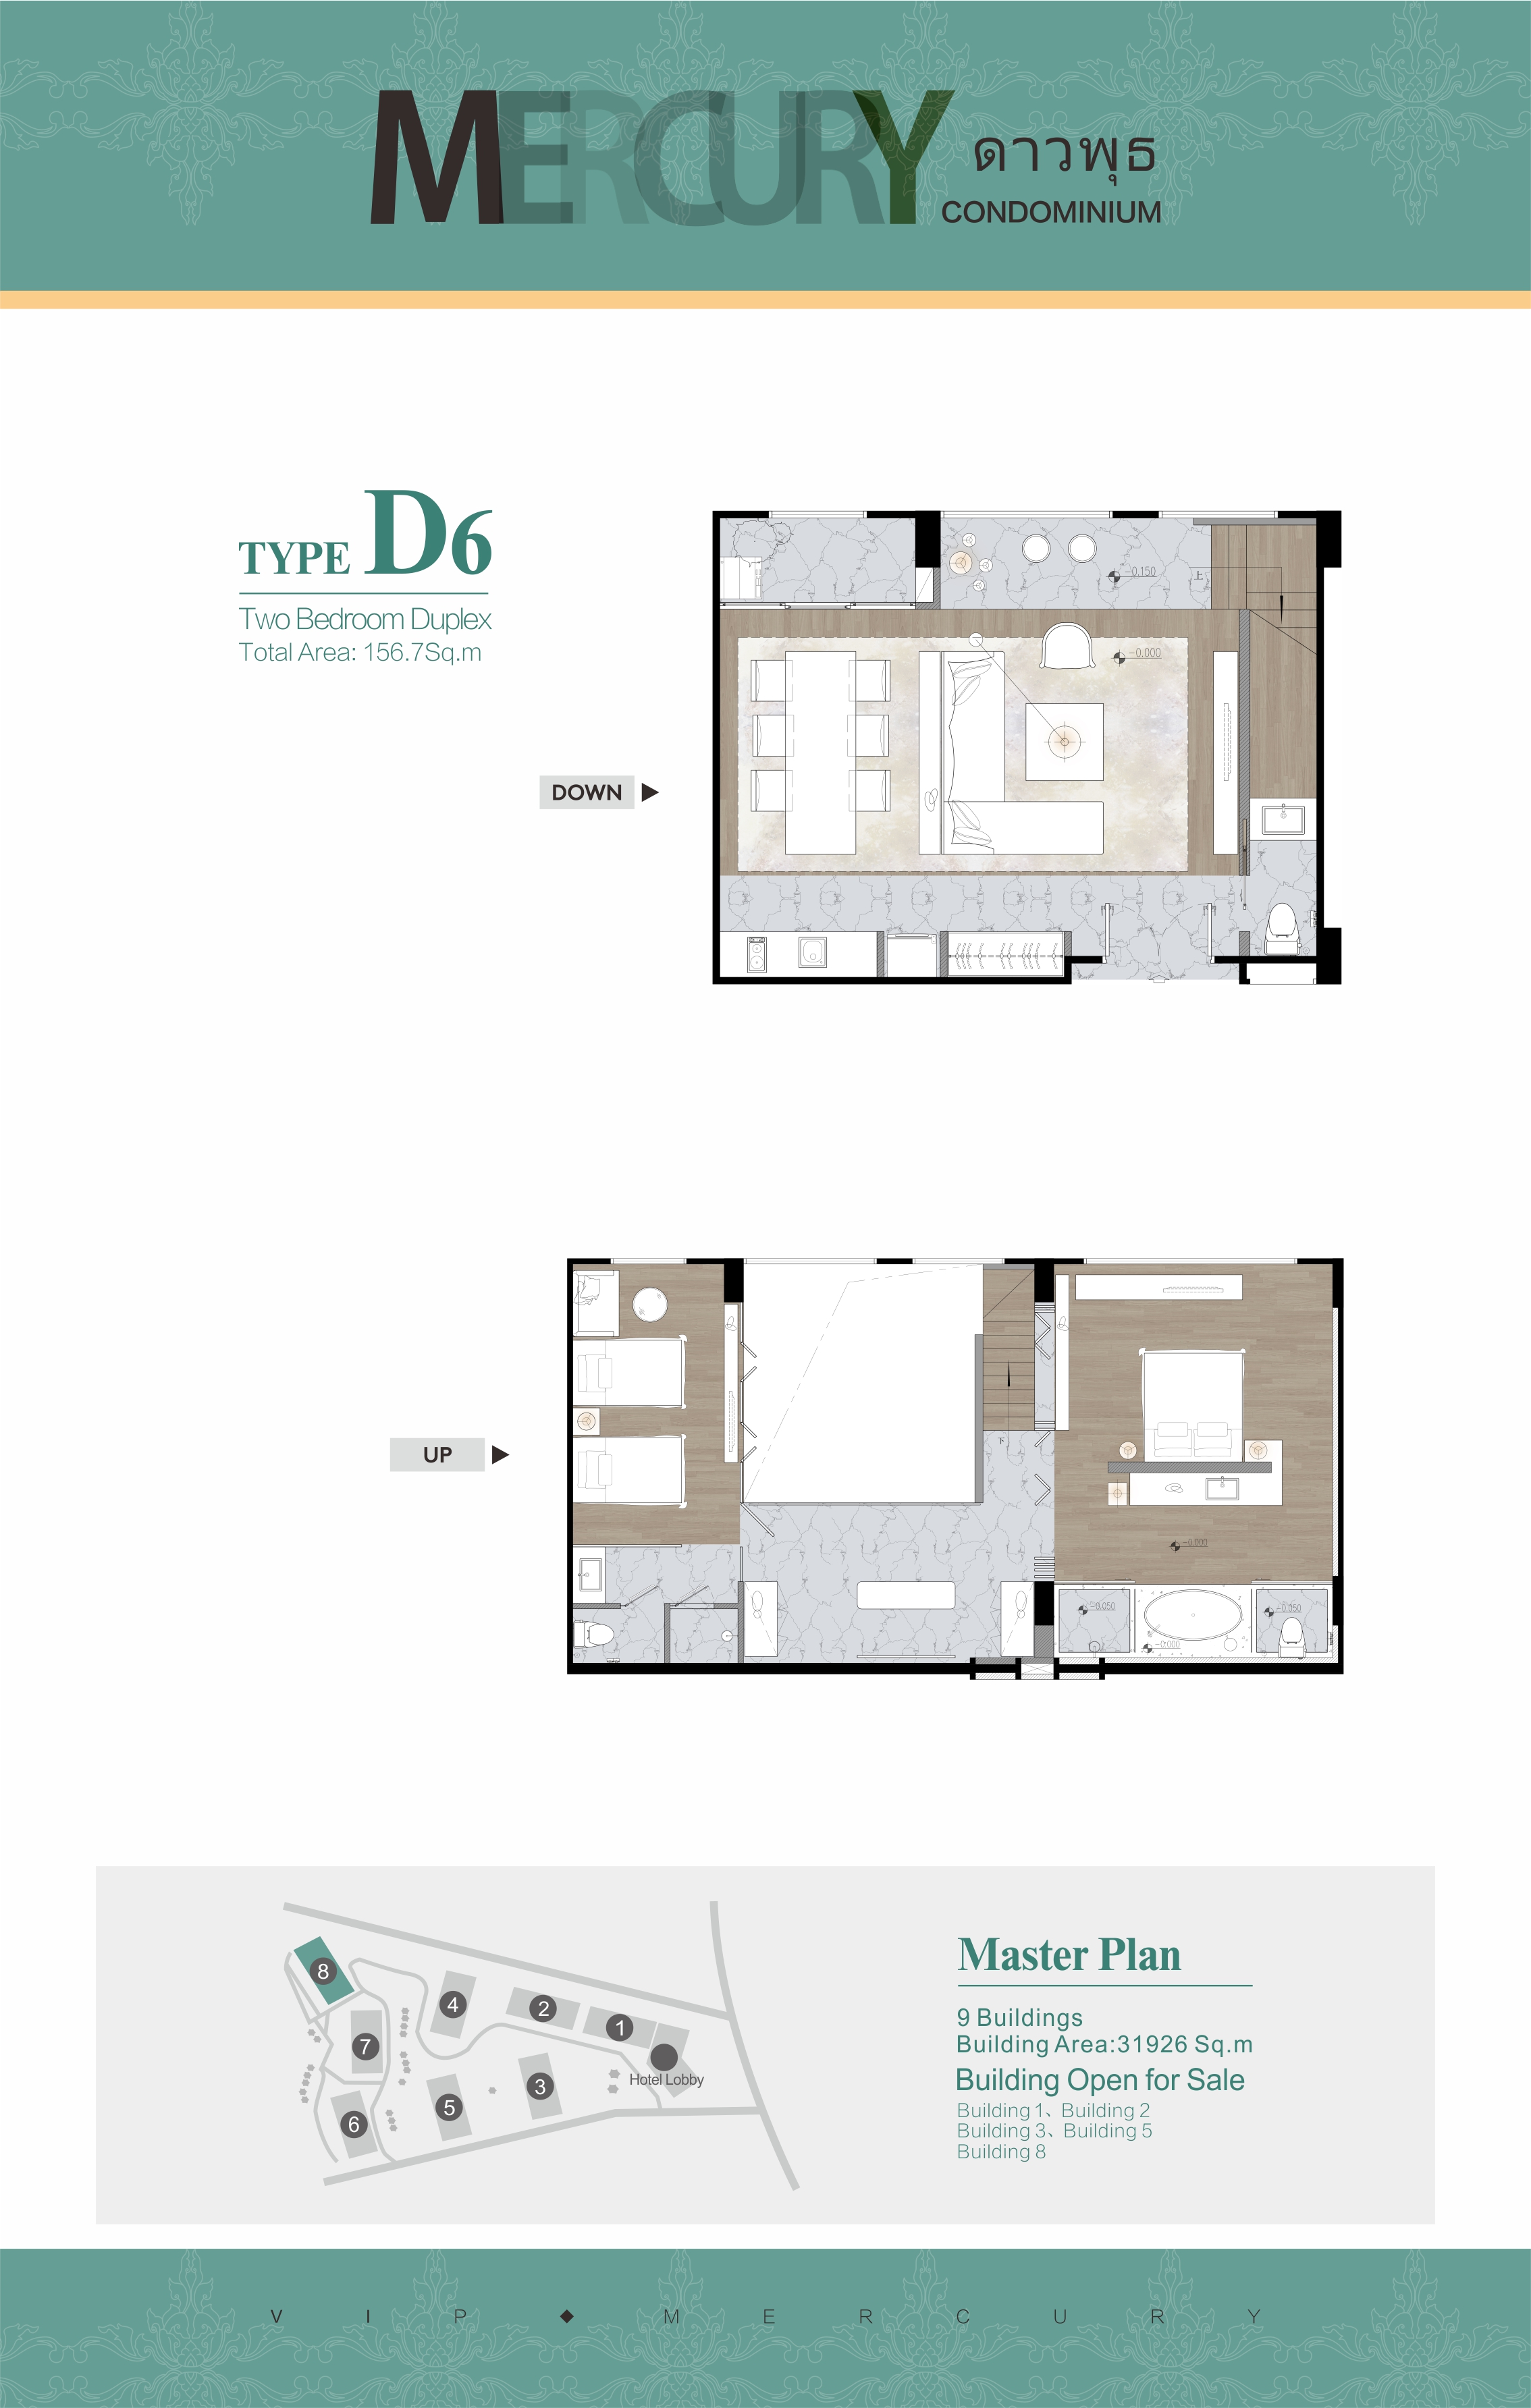 MERCURY
ดาวพุธ
CONDOMINIUM
TYPE D6
Two Bedroom Duplex
Total Area: 156.7Sq.m
-0.150
上
-0.000
DOWN
UP
下
-0.000
-0.050
-0.050
-0.000
8
4
2
1
7
Hotel Lobby
3
5
6
Master Plan
9 Buildings
Building Area:31926 Sq.m
Building Open for Sale
Building 1、Building 2
Building 3、Building 5
Building 8
VIP◆MERCURY